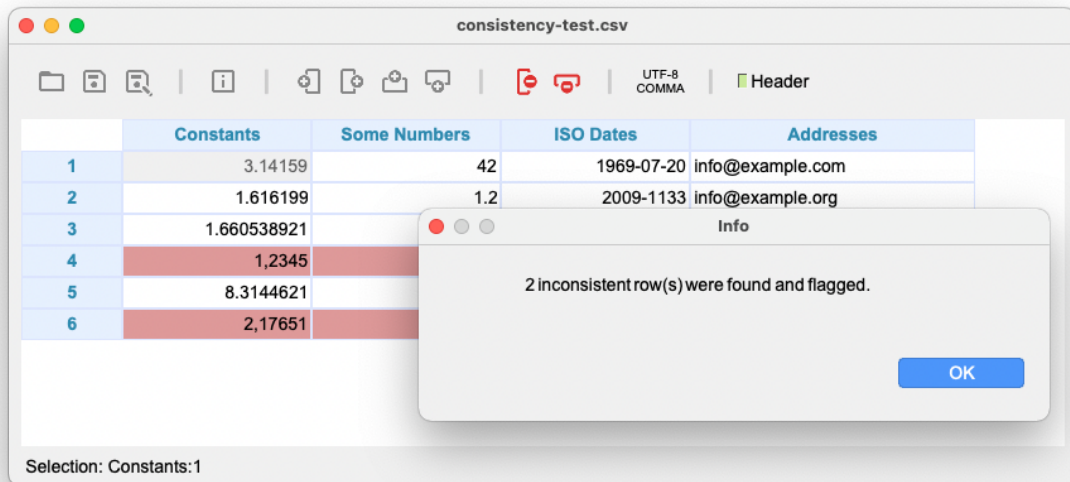 consistency-test.csv
UTF-8
COMMA
Header
Constants Some Numbers ISO Dates Addresses
1 3.14159 42 1969-07-20 info@example.com
2 1.616199 1.2 2009-1133 info@example.org
3 1.660538921
4 1,2345
5 8.3144621
6 2,17651
Info
2 inconsistent row(s) were found and flagged.
OK
Selection: Constants:1